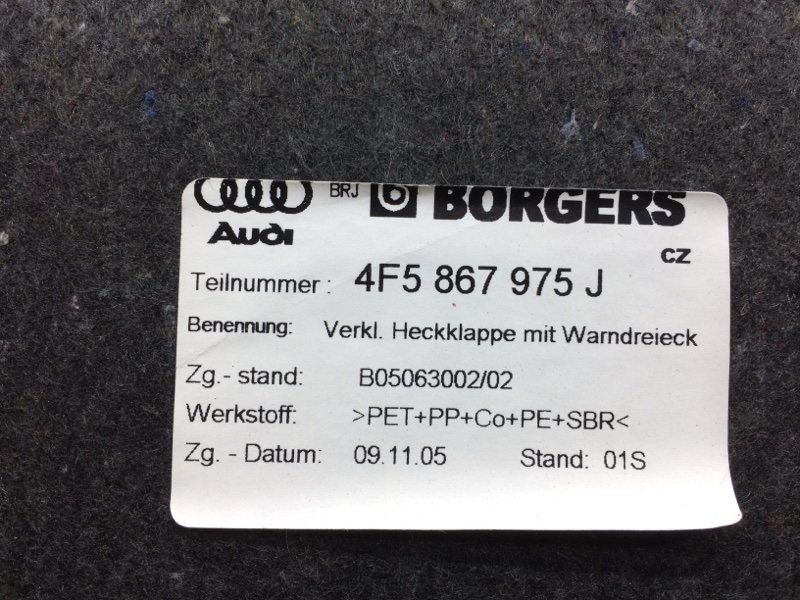 BRJ b BORGERS
Audi
CZ
Teilnummer: 4F5 867 975 J
Benennung: Verkl. Heckklappe mit Warndreieck
Zg.- stand: B05063002/02
Werkstoff: >PET+PP+Co+PE+SBR<
Zg. - Datum: 09.11.05 Stand: 01S